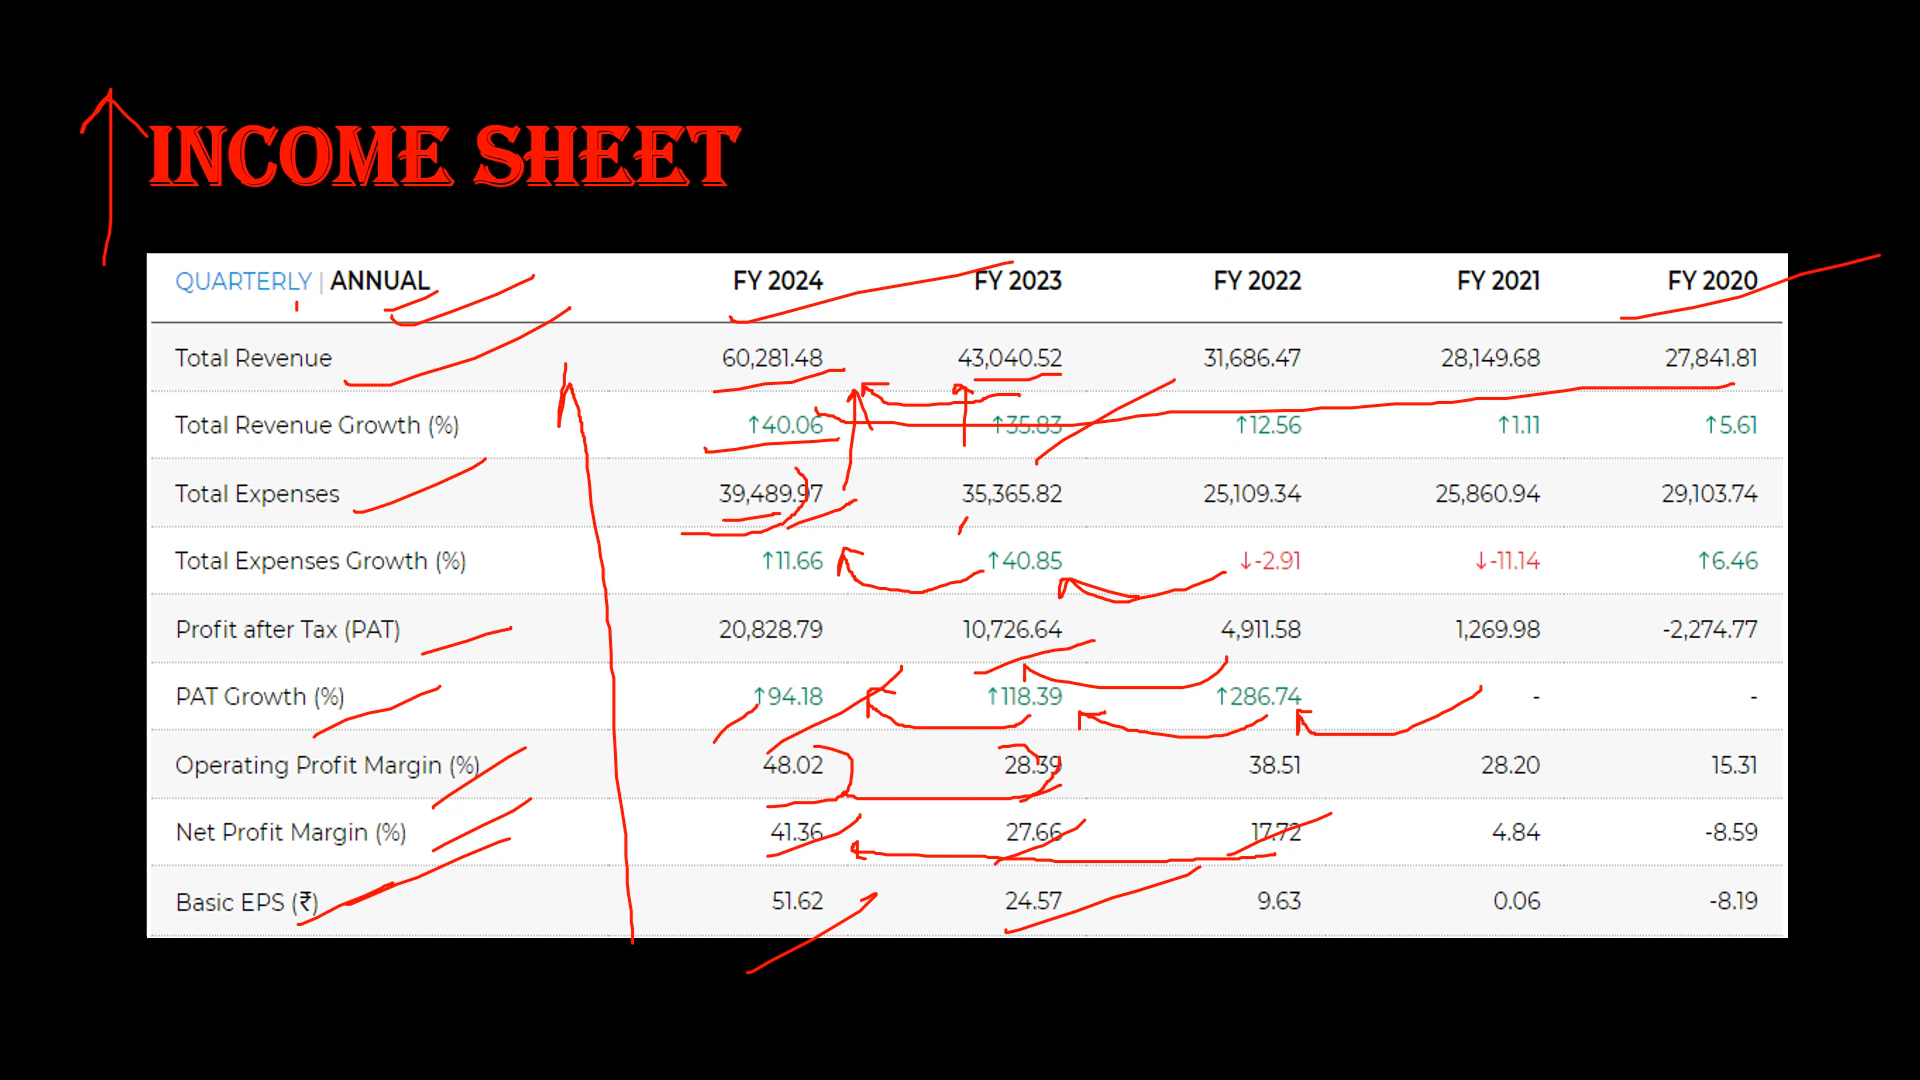 INCOME SHEET
QUARTERLY | ANNUAL FY 2024 FY 2023 FY 2022 FY 2021 FY 2020
Total Revenue 60,281.48 43,040.52 31,686.47 28,149.68 27,841.81
Total Revenue Growth (%) ↑40.06 ↑35.83 ↑12.56 ↑1.11 ↑5.61
Total Expenses 39,489.97 35,365.82 25,109.34 25,860.94 29,103.74
Total Expenses Growth (%) ↑11.66 ↑40.85 ↓-2.91 ↓-11.14 ↑6.46
Profit after Tax (PAT) 20,828.79 10,726.64 4,911.58 1,269.98 -2,274.77
PAT Growth (%) ↑94.18 ↑118.39 ↑286.74 - -
Operating Profit Margin (%) 48.02 28.39 38.51 28.20 15.31
Net Profit Margin (%) 41.36 27.66 17.72 4.84 -8.59
Basic EPS (₹) 51.62 24.57 9.63 0.06 -8.19